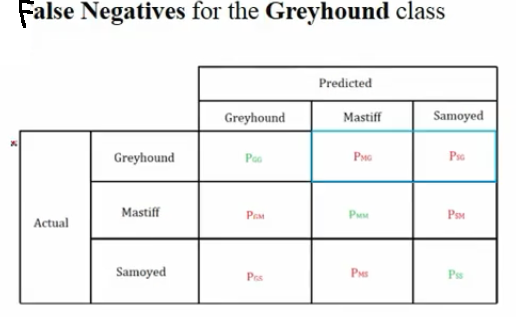 False Negatives for the Greyhound class
Predicted
Greyhound Mastiff Samoyed
Greyhound PGG PMG PSG
Actual
Mastiff PGM PMM PSM
Samoyed PGS PMS PSS